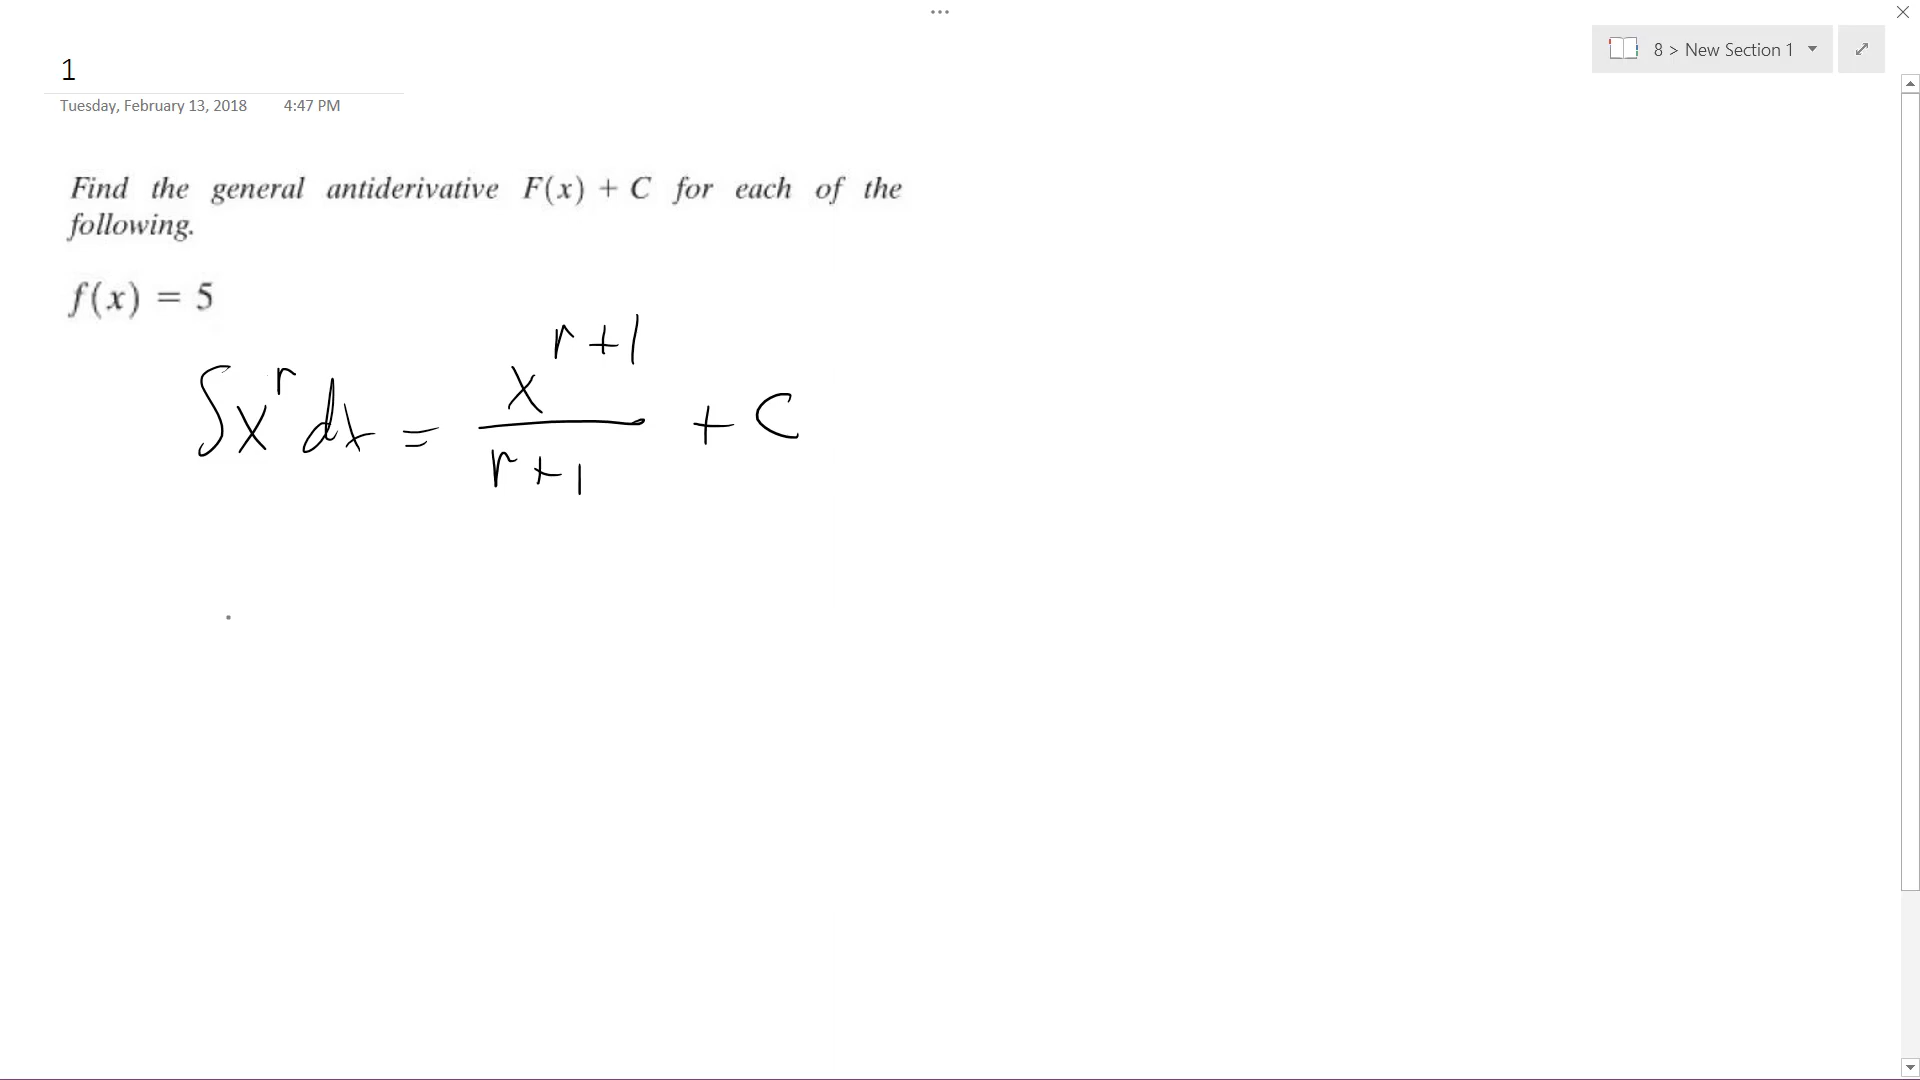 ...
8 > New Section 1
1
Tuesday, February 13, 2018 4:47 PM
Find the general antiderivative F(x) + C for each of the
following.
f(x) = 5
∫x^r dx = x^(r+1)/(r+1) + C